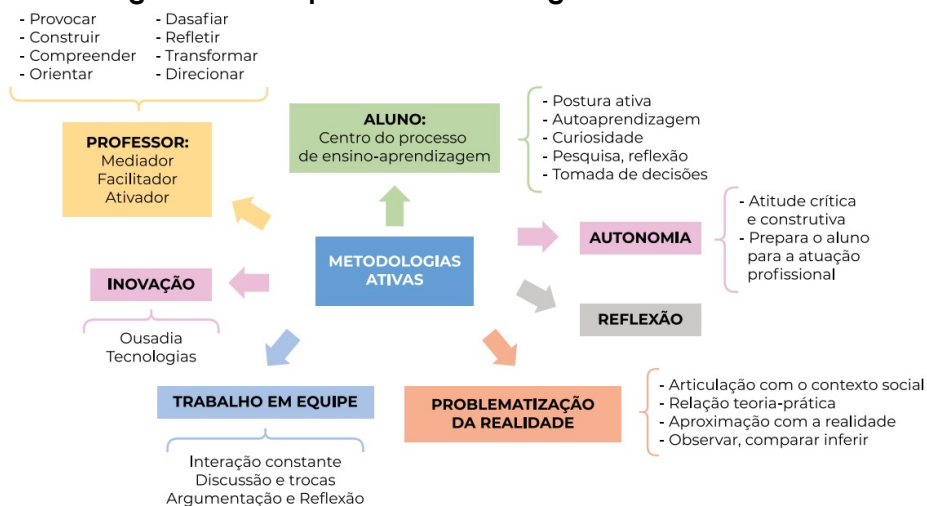 - Provocar
- Construir
- Compreender
- Orientar
- Dasafiar
- Refletir
- Transformar
- Direcionar
PROFESSOR:
Mediador
Facilitador
Ativador
ALUNO:
Centro do processo
de ensino-aprendizagem
- Postura ativa
- Autoaprendizagem
- Curiosidade
- Pesquisa, reflexão
- Tomada de decisões
METODOLOGIAS
ATIVAS
AUTONOMIA
- Atitude crítica
e construtiva
- Prepara o aluno
para a atuação
profissional
INOVAÇÃO
Ousadia
Tecnologias
REFLEXÃO
TRABALHO EM EQUIPE
Interação constante
Discussão e trocas
Argumentação e Reflexão
PROBLEMATIZAÇÃO
DA REALIDADE
- Articulação com o contexto social
- Relação teoria-prática
- Aproximação com a realidade
- Observar, comparar inferir